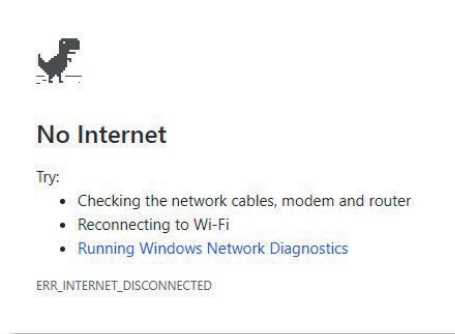 No Internet
Try:
• Checking the network cables, modem and router
• Reconnecting to Wi-Fi
• Running Windows Network Diagnostics
ERR_INTERNET_DISCONNECTED